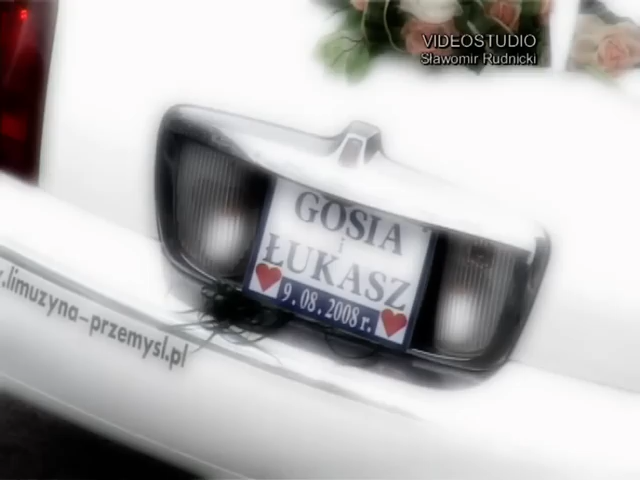 VIDEOSTUDIO
Sławomir Rudnicki
GOSIA
i
ŁUKASZ
9.08.2008 r.
.limuzyna-przemysl.pl